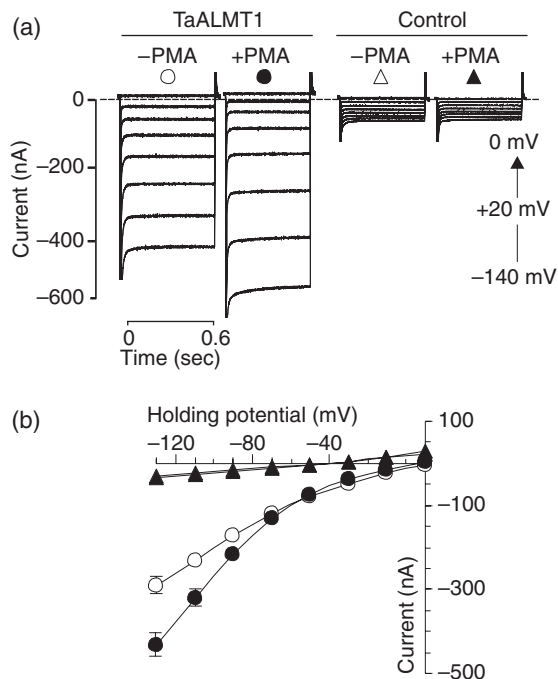 (a)
TaALMT1 Control
–PMA +PMA –PMA +PMA
0
–200
–400
–600
Current (nA)
0 mV
+20 mV
–140 mV
0 0.6
Time (sec)
(b)
Holding potential (mV)
–120 –80 –40
100
–100
–300
–500
Current (nA)